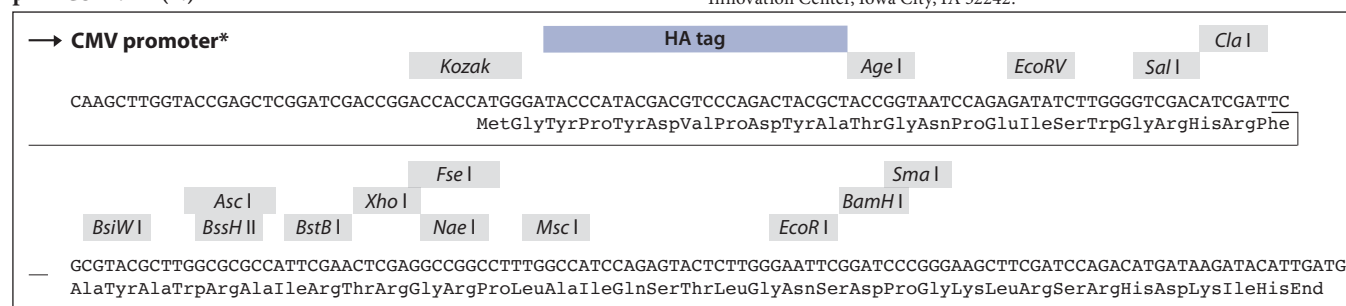 Innovation Center, Iowa City, IA 52242.
→ CMV promoter* HA tag Cla I
Kozak Age I EcoRV Sal I
CAAGCTTGGTACCGAGCTCGGATCGACCGGACCACCATGGGATACCCATACGACGTCCCAGACTACGCTACCGGTAATCCAGAGATATCTTGGGGTCGACATCGATTC
MetGlyTyrProTyrAspValProAspTyrAlaThrGlyAsnProGluIleSerTrpGlyArgHisArgPhe
Fse I Sma I
Asc I Xho I BamH I
BsiW I BssH II BstB I Nae I Msc I EcoR I
GCGTACGCTTGGCGCGCCATTCGAACTCGAGGCCGGCCTTTGGCCATCCAGAGTACTCTTGGGAATTCGGATCCCGGGAAGCTTCGATCCAGACATGATAAGATACATTGATG
AlaTyrAlaTrpArgAlaIleArgThrArgGlyArgProLeuAlaIleGlnSerThrLeuGlyAsnSerAspProGlyLysLeuArgSerArgHisAspLysIleHisEnd